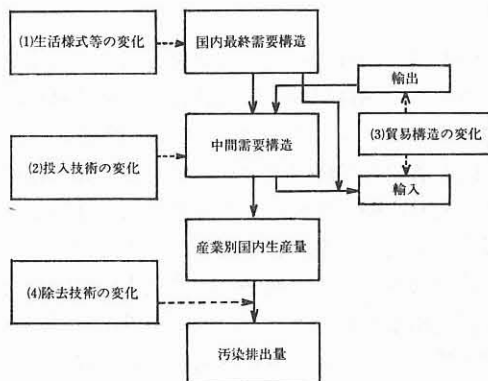 (1)生活様式等の変化
国内最終需要構造
輸出
(3)貿易構造の変化
中間需要構造
(2)投入技術の変化
輸入
産業別国内生産量
(4)除去技術の変化
汚染排出量